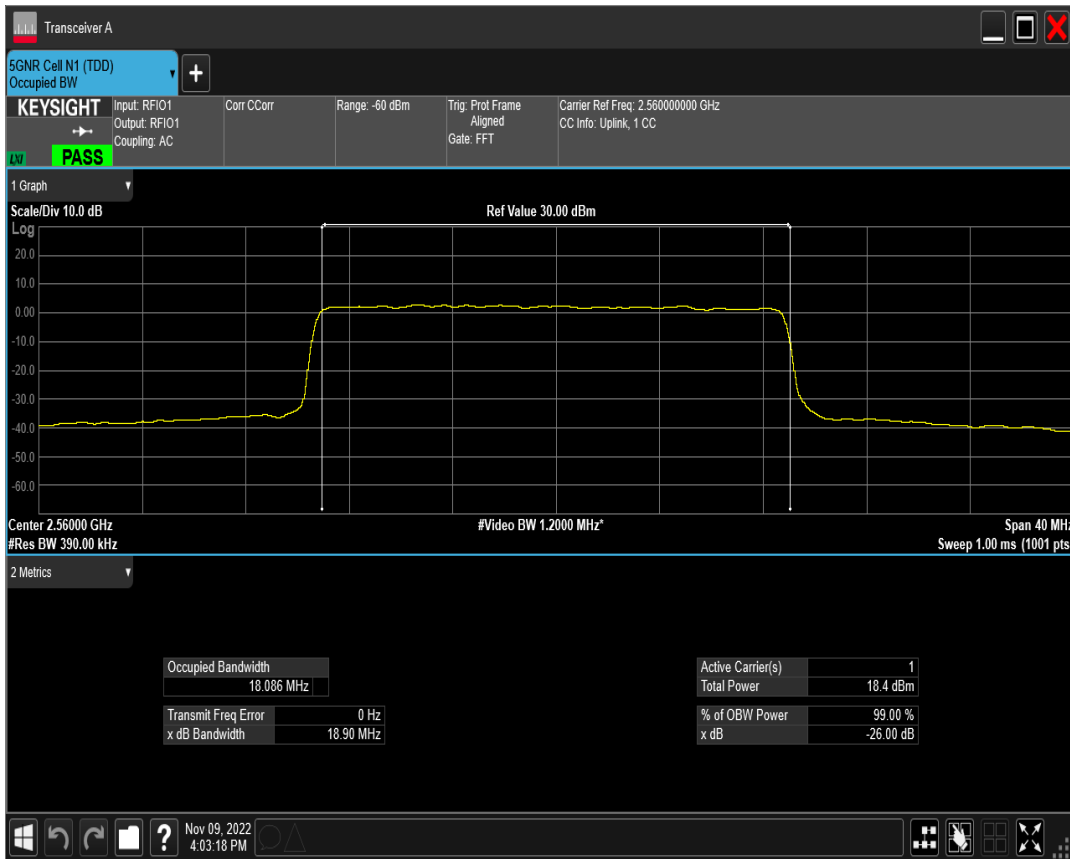 Transceiver A
5GNR Cell N1 (TDD)
Occupied BW
+
KEYSIGHT
LXI
PASS
Input: RFIO1
Output: RFIO1
Coupling: AC
Corr CCorr
Range: -60 dBm
Trig: Prot Frame
Aligned
Gate: FFT
Carrier Ref Freq: 2.560000000 GHz
CC Info: Uplink, 1 CC
1 Graph
Scale/Div 10.0 dB
Ref Value 30.00 dBm
Log
20.0
10.0
0.00
-10.0
-20.0
-30.0
-40.0
-50.0
-60.0
Center 2.56000 GHz
#Video BW 1.2000 MHz*
Span 40 MHz
#Res BW 390.00 kHz
Sweep 1.00 ms (1001 pts
2 Metrics
Occupied Bandwidth
18.086 MHz
Transmit Freq Error 0 Hz
x dB Bandwidth 18.90 MHz
Active Carrier(s) 1
Total Power 18.4 dBm
% of OBW Power 99.00 %
x dB -26.00 dB
?
Nov 09, 2022
4:03:18 PM